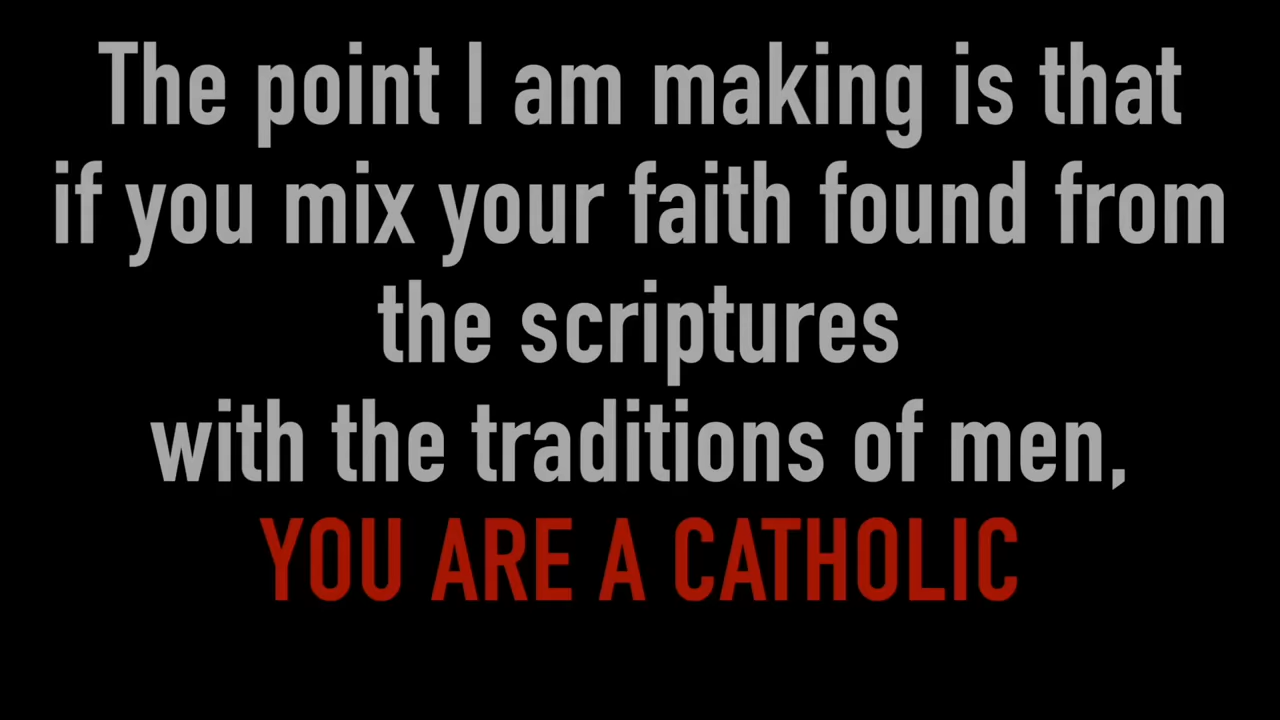 The point I am making is that
if you mix your faith found from
the scriptures
with the traditions of men,
YOU ARE A CATHOLIC